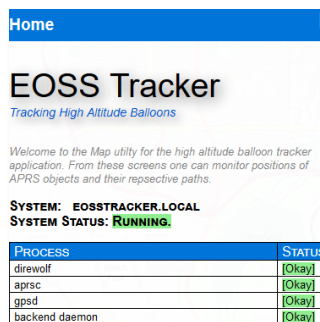 Home
EOSS Tracker
Tracking High Altitude Balloons
Welcome to the Map utilty for the high altitude balloon tracker
application. From these screens one can monitor positions of
APRS objects and their repsective paths.
SYSTEM: EOSSTRACKER.LOCAL
SYSTEM STATUS: RUNNING.
PROCESS STATUS
direwolf [Okay]
aprsc [Okay]
gpsd [Okay]
backend daemon [Okay]